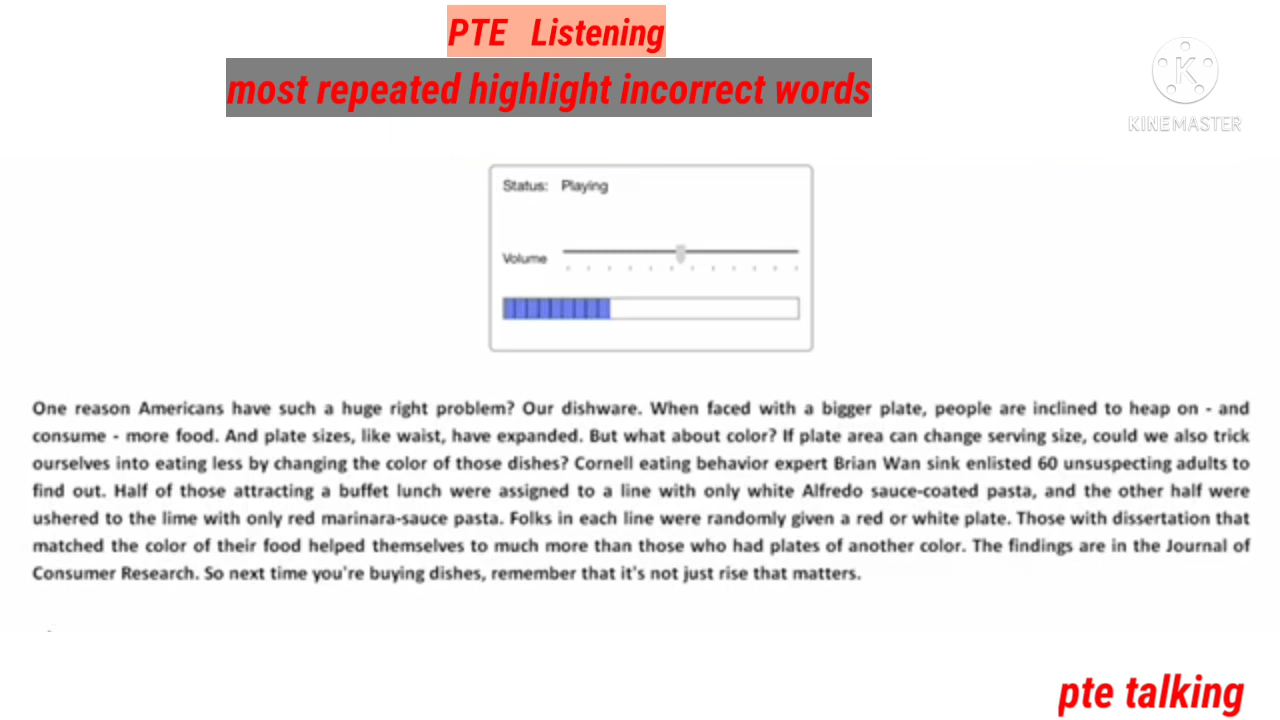 PTE Listening
most repeated highlight incorrect words
KINEMASTER
Status: Playing
Volume
One reason Americans have such a huge right problem? Our dishware. When faced with a bigger plate, people are inclined to heap on - and
consume - more food. And plate sizes, like waist, have expanded. But what about color? If plate area can change serving size, could we also trick
ourselves into eating less by changing the color of those dishes? Cornell eating behavior expert Brian Wan sink enlisted 60 unsuspecting adults to
find out. Half of those attracting a buffet lunch were assigned to a line with only white Alfredo sauce-coated pasta, and the other half were
ushered to the lime with only red marinara-sauce pasta. Folks in each line were randomly given a red or white plate. Those with dissertation that
matched the color of their food helped themselves to much more than those who had plates of another color. The findings are in the Journal of
Consumer Research. So next time you're buying dishes, remember that it's not just rise that matters.
pte talking